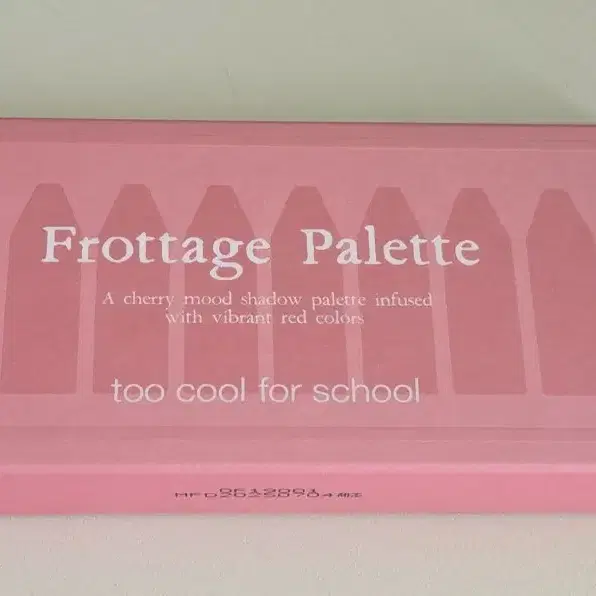 Frottage Palette
A cherry mood shadow palette infused
with vibrant red colors
too cool for school